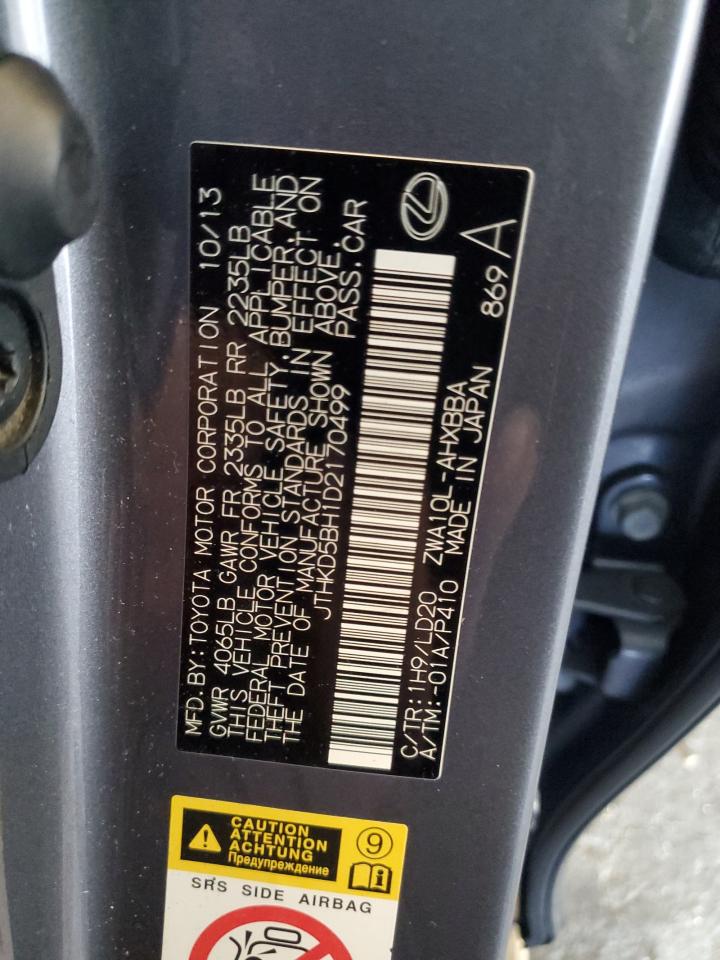 MFD.BY:TOYOTA MOTOR CORPORATION 10/13
GVWR 4065LB GAWR FR 2335LB RR 2235LB
THIS VEHICLE CONFORMS TO ALL APPLICABLE
FEDERAL MOTOR VEHICLE SAFETY, BUMPER, AND
THEFT PREVENTION STANDARDS IN EFFECT ON
THE DATE OF MANUFACTURE SHOWN ABOVE.
JTHKD5BH1D2170499 PASS.CAR
C/TR:1H9/LD20 ZWA10L-AHXBBA 869
A/TM:-01A/P410 MADE IN JAPAN A
CAUTION
ATTENTION
ACHTUNG
Предупреждение
9
SRS SIDE AIRBAG